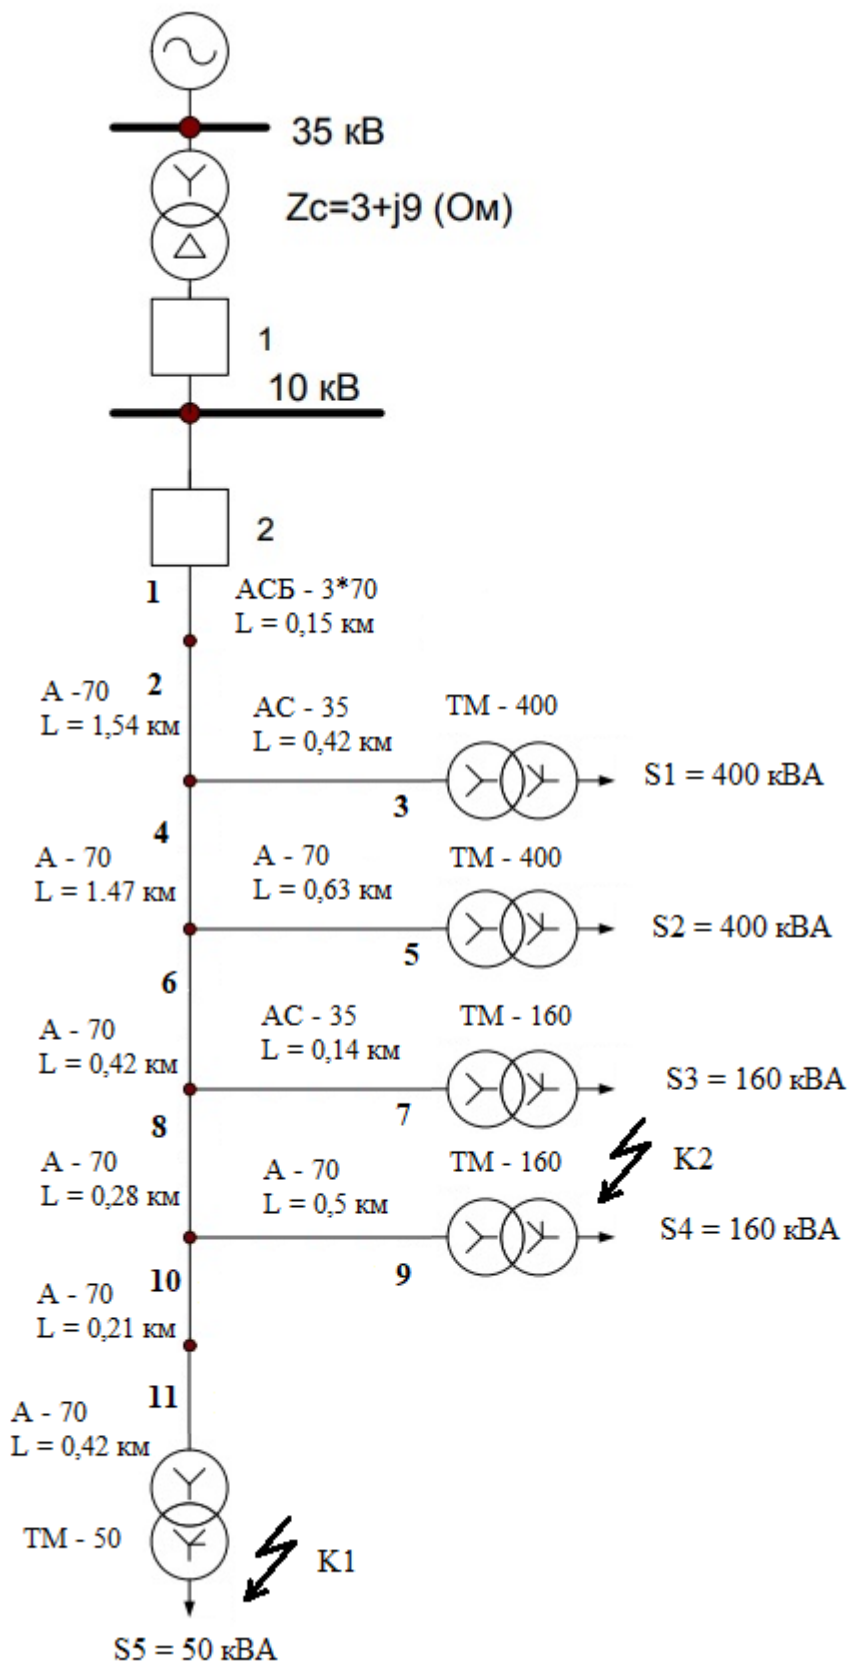 35 кВ
Zc=3+j9 (Ом)
1
10 кВ
2
1
АСБ - 3*70
L = 0,15 км
А -70
L = 1,54 км
2
АС - 35
L = 0,42 км
ТМ - 400
3
S1 = 400 кВА
4
А - 70
L = 1.47 км
А - 70
L = 0,63 км
ТМ - 400
5
S2 = 400 кВА
6
А - 70
L = 0,42 км
АС - 35
L = 0,14 км
ТМ - 160
7
S3 = 160 кВА
8
А - 70
L = 0,28 км
А - 70
L = 0,5 км
ТМ - 160
K2
9
S4 = 160 кВА
10
А - 70
L = 0,21 км
11
А - 70
L = 0,42 км
ТМ - 50
K1
S5 = 50 кВА